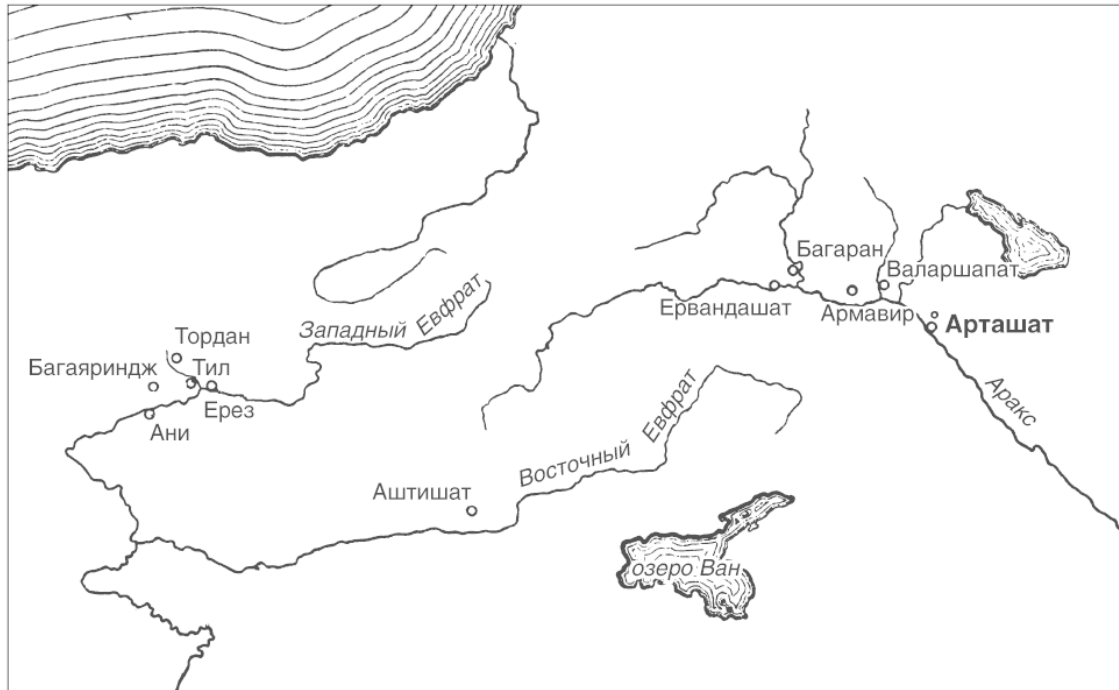 Багаран
Валаршапат
Ервандашат
Армавир
Арташат
Западный Евфрат
Тордан
Багаяриндж
Тил
Ерез
Ани
Аракс
Восточный Евфрат
Аштишат
озеро Ван